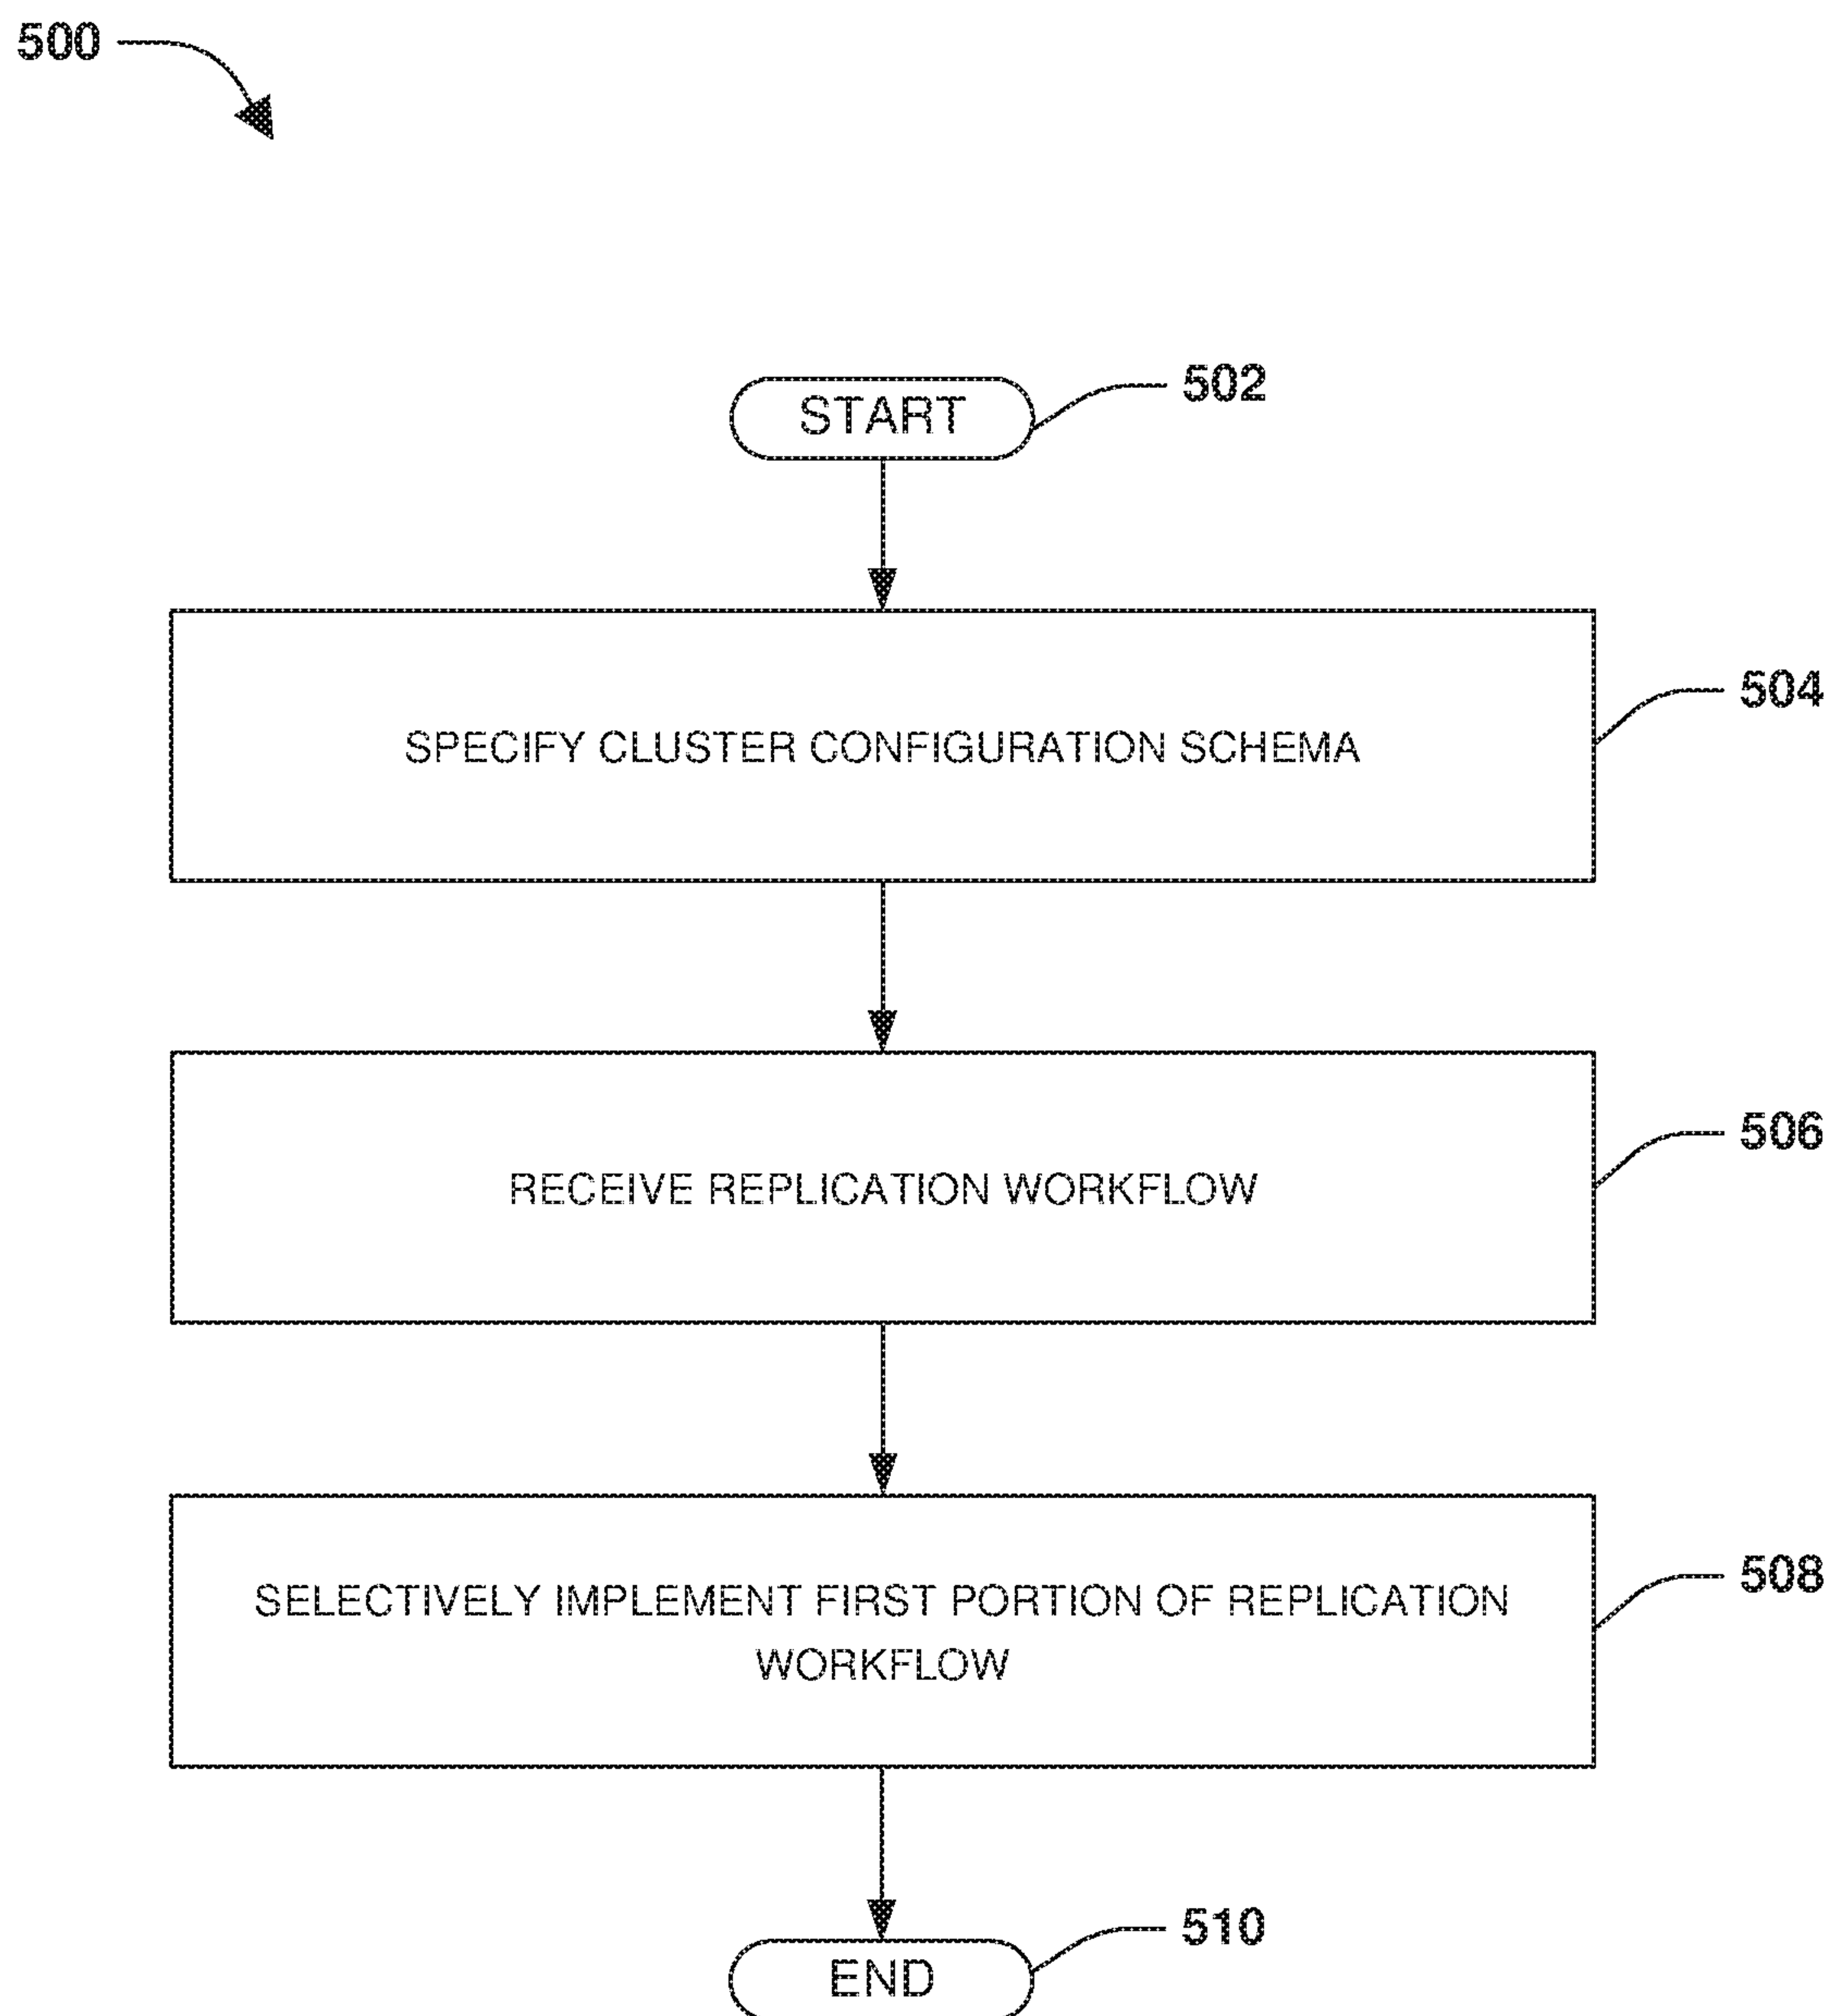 500
START
502
SPECIFY CLUSTER CONFIGURATION SCHEMA
504
RECEIVE REPLICATION WORKFLOW
506
SELECTIVELY IMPLEMENT FIRST PORTION OF REPLICATION
WORKFLOW
508
END
510